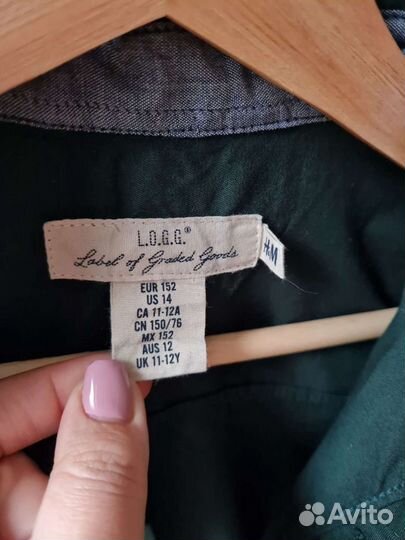 L.O.G.G.®
Label of Graded Goods
H&M
EUR 152
US 14
CA 11-12A
CN 150/76
MX 152
AUS 12
UK 11-12Y
Avito